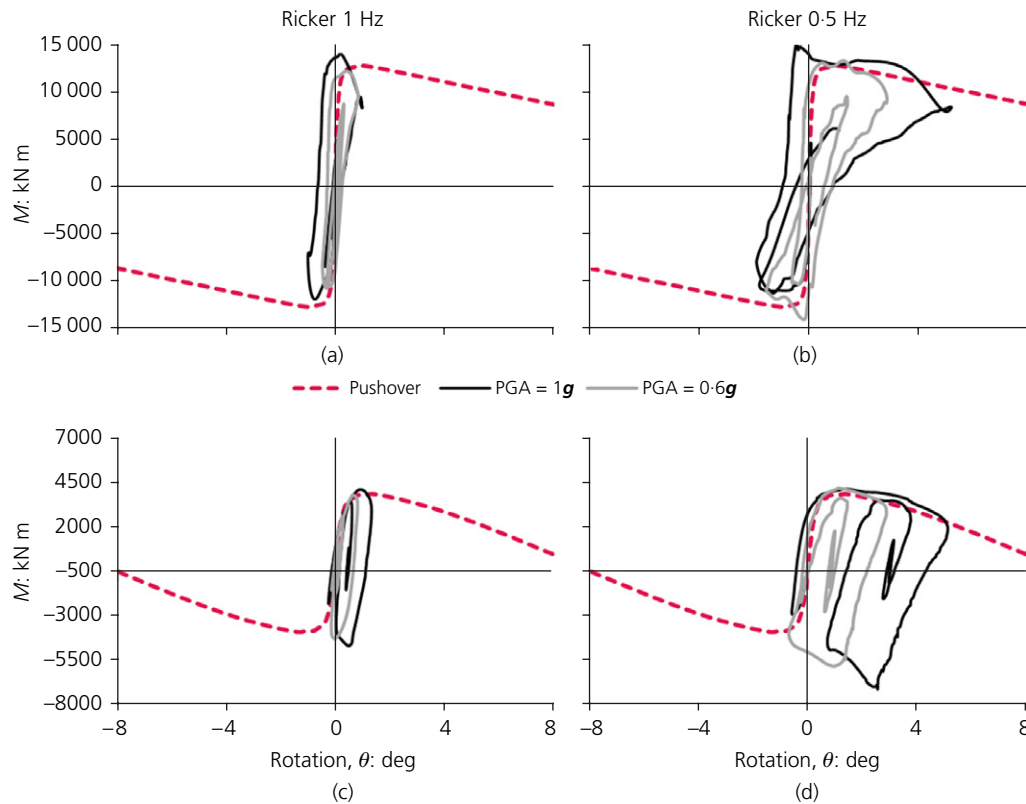 Ricker 1 Hz
Ricker 0·5 Hz
15 000
10 000
5000
0
−5000
−10 000
−15 000
M: kN m
(a)
(b)
Pushover
PGA = 1g
PGA = 0·6g
7000
4500
2000
−500
−3000
−5500
−8000
M: kN m
−8 −4 0 4 8
−8 −4 0 4 8
Rotation, θ: deg
Rotation, θ: deg
(c)
(d)